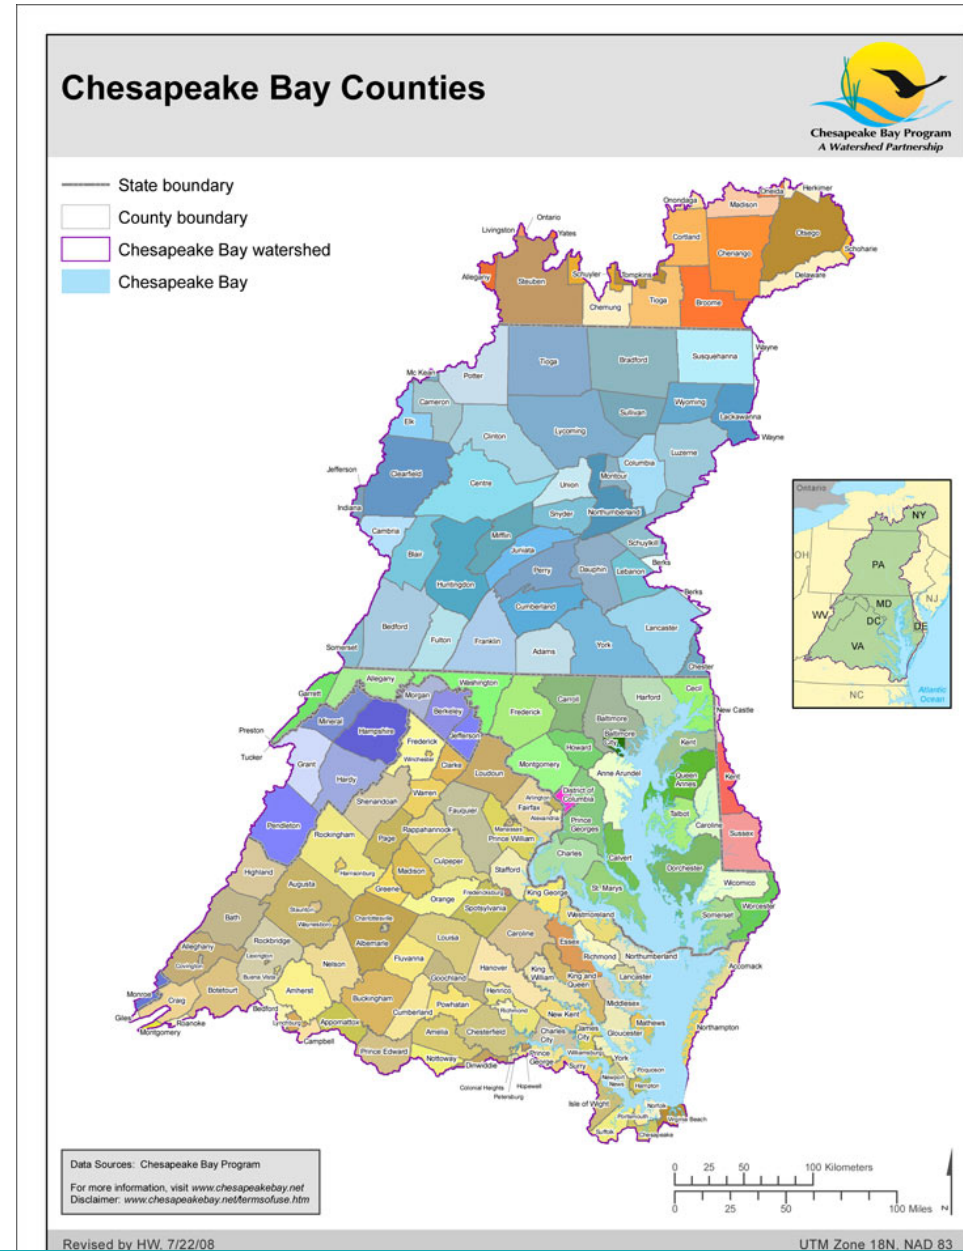 Chesapeake Bay Counties
Chesapeake Bay Program
A Watershed Partnership
State boundary
County boundary
Chesapeake Bay watershed
Chesapeake Bay
Onondaga
Oneida
Herkimer
Madison
Ontario
Livingston
Yates
Cortland
Otsego
Chenango
Schoharie
Allegany
Steuben
Schuyler
Tompkins
Delaware
Chemung
Tioga
Broome
Wayne
Susquehanna
Tioga
Bradford
Potter
Mc Kean
Cameron
Wyoming
Lackawanna
Sullivan
Elk
Lycoming
Clinton
Wayne
Luzerne
Columbia
Jefferson
Clearfield
Centre
Union
Montour
Indiana
Snyder
Northumberland
Cambria
Mifflin
Schuylkill
Blair
Juniata
Berks
Perry
Dauphin
Lebanon
Huntingdon
Berks
Cumberland
Bedford
Fulton
Franklin
Adams
York
Lancaster
Somerset
Chester
Allegany
Washington
Garrett
Morgan
Frederick
Carroll
Harford
Cecil
New Castle
Mineral
Berkeley
Baltimore
Preston
Hampshire
Jefferson
Baltimore
City
Kent
Tucker
Frederick
Howard
Winchester
Grant
Clarke
Loudoun
Montgomery
Anne Arundel
Queen
Annes
Kent
Hardy
Warren
District of
Columbia
Shenandoah
Arlington
Fairfax
Alexandria
Fauquier
Talbot
Caroline
Pendleton
Rockingham
Rappahannock
Manassas
Prince William
Prince
Georges
Sussex
Page
Culpeper
Charles
Calvert
Dorchester
Highland
Harrisonburg
Madison
Stafford
Augusta
Greene
Fredericksburg
King George
St. Marys
Wicomico
Orange
Spotsylvania
Staunton
Worcester
Bath
Waynesboro
Charlottesville
Westmoreland
Somerset
Albemarle
Louisa
Caroline
Essex
Rockbridge
Richmond
Northumberland
Alleghany
Lexington
Fluvanna
Accomack
Covington
Nelson
Hanover
King
William
King and
Queen
Lancaster
Buena Vista
Goochland
Monroe
Botetourt
Amherst
Buckingham
Henrico
Craig
Powhatan
Richmond
Middlesex
Bedford
Cumberland
New Kent
Giles
Roanoke
Mathews
Montgomery
Lynchburg
Appomattox
Amelia
Chesterfield
Charles
City
James
City
Gloucester
Northampton
Campbell
Prince Edward
Nottoway
Dinwiddie
Prince
George
Williamsburg
York
Surry
Poquoson
Colonial Heights
Hopewell
Petersburg
Newport
News
Hampton
Isle of Wight
Norfolk
Portsmouth
Virginia Beach
Suffolk
Chesapeake
Ontario
NY
OH
PA
NJ
MD
WV
DC
DE
VA
NC
Atlantic
Ocean
Data Sources: Chesapeake Bay Program
For more information, visit www.chesapeakebay.net
Disclaimer: www.chesapeakebay.net/termsofuse.htm
0 25 50 100 Kilometers
0 25 50 100 Miles
N
Revised by HW, 7/22/08
UTM Zone 18N, NAD 83